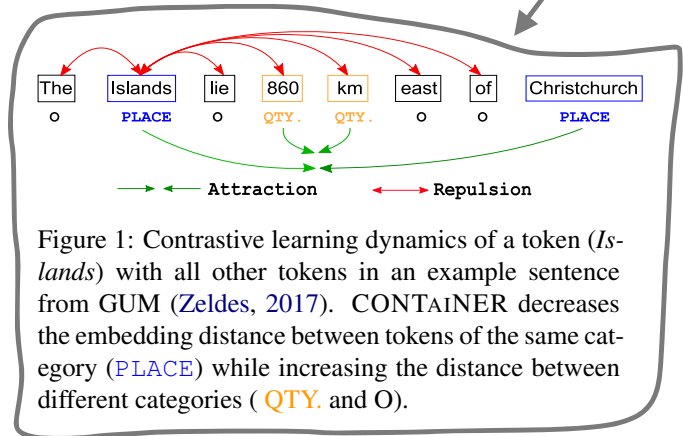 The Islands lie 860 km east of Christchurch
O PLACE O QTY. QTY. O O PLACE
Attraction Repulsion
Figure 1: Contrastive learning dynamics of a token (Is-
lands) with all other tokens in an example sentence
from GUM (Zeldes, 2017). CONTAINER decreases
the embedding distance between tokens of the same cat-
egory (PLACE) while increasing the distance between
different categories ( QTY. and O).